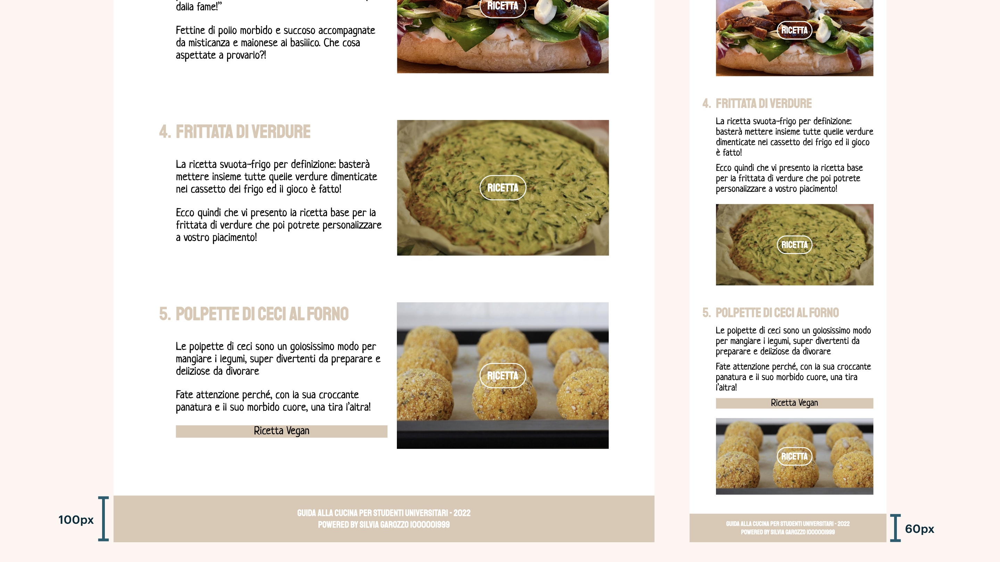 dalla fame!”
Fettine di pollo morbido e succoso accompagnate
da misticanza e maionese al basilico. Che cosa
aspettate a provarlo?!
RICETTA
4. FRITTATA DI VERDURE
La ricetta svuota-frigo per definizione: basterà
mettere insieme tutte quelle verdure dimenticate
nel cassetto del frigo ed il gioco è fatto!
Ecco quindi che vi presento la ricetta base per la
frittata di verdure che poi potrete personalizzare
a vostro piacimento!
RICETTA
5. POLPETTE DI CECI AL FORNO
Le polpette di ceci sono un golosissimo modo per
mangiare i legumi, super divertenti da preparare e
deliziose da divorare
Fate attenzione perché, con la sua croccante
panatura e il suo morbido cuore, una tira l’altra!
Ricetta Vegan
RICETTA
100px
GUIDA ALLA CUCINA PER STUDENTI UNIVERSITARI - 2022
POWERED BY SILVIA GAROZZO 1000001999
RICETTA
4. FRITTATA DI VERDURE
La ricetta svuota-frigo per definizione:
basterà mettere insieme tutte quelle verdure
dimenticate nel cassetto del frigo ed il gioco
è fatto!
Ecco quindi che vi presento la ricetta base
per la frittata di verdure che poi potrete
personalizzare a vostro piacimento!
RICETTA
5. POLPETTE DI CECI AL FORNO
Le polpette di ceci sono un golosissimo modo
per mangiare i legumi, super divertenti da
preparare e deliziose da divorare
Fate attenzione perché, con la sua croccante
panatura e il suo morbido cuore, una tira
l’altra!
Ricetta Vegan
RICETTA
GUIDA ALLA CUCINA PER STUDENTI UNIVERSITARI - 2022
POWERED BY SILVIA GAROZZO 1000001999
60px